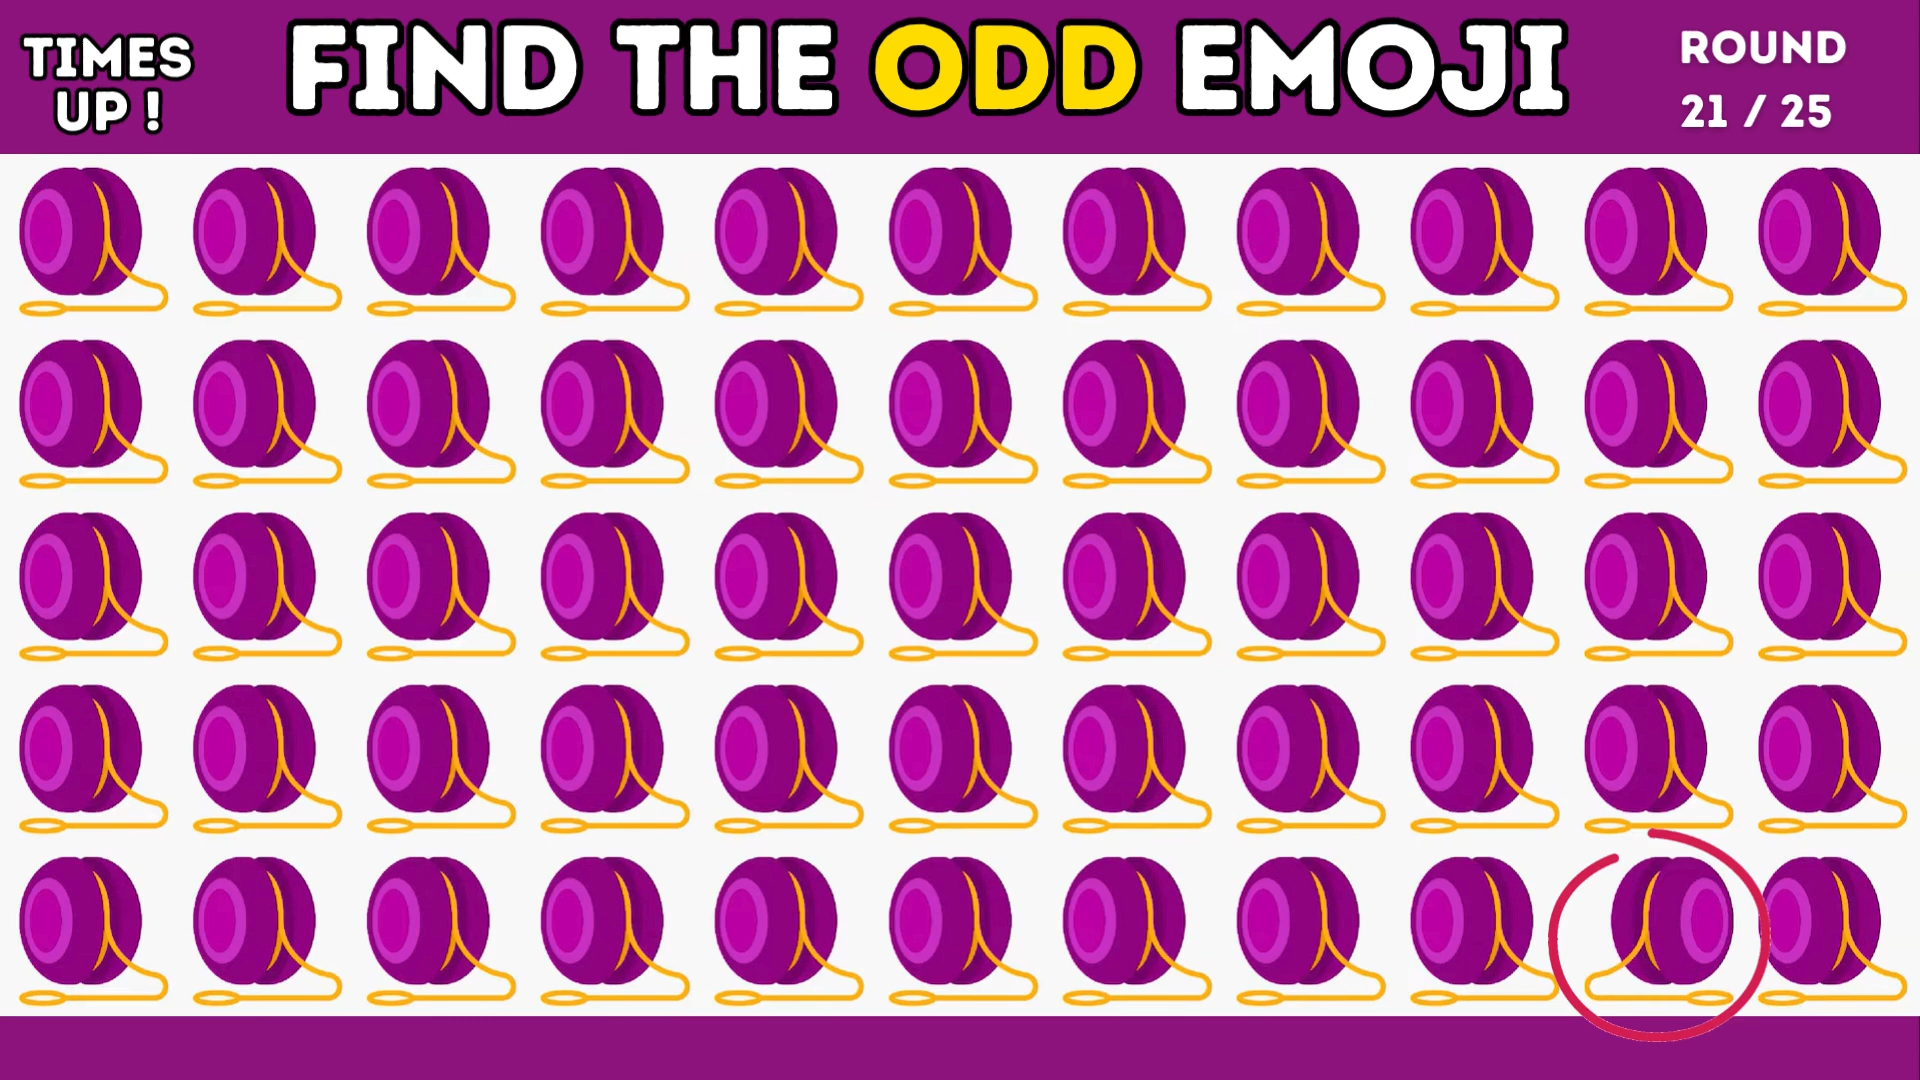 TIMES
UP !
FIND THE ODD EMOJI
ROUND
21 / 25